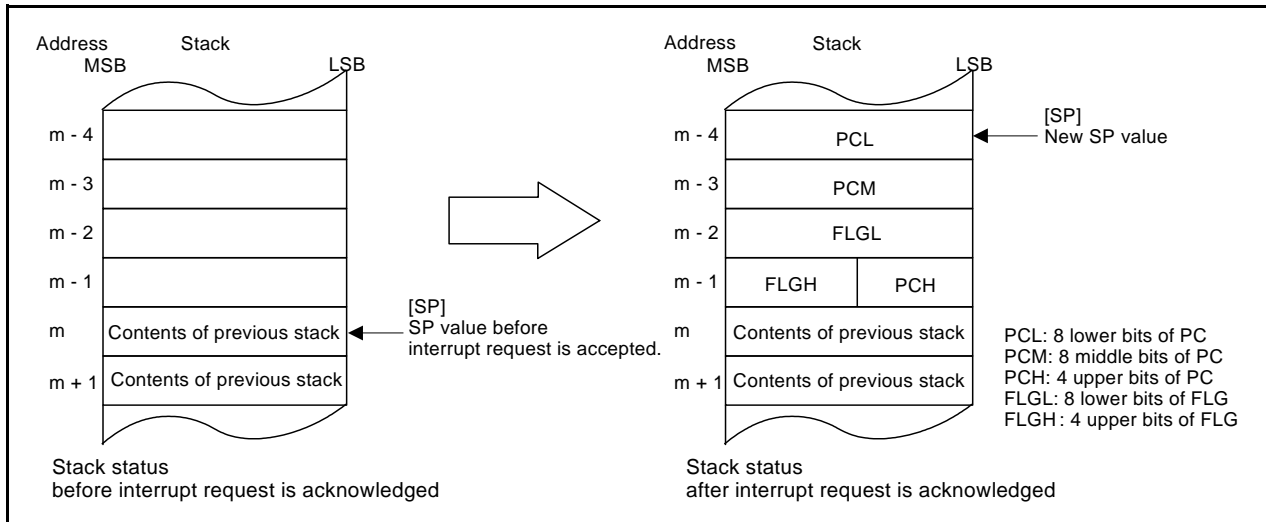 Address
Stack
MSB
LSB
m - 4
m - 3
m - 2
m - 1
m
Contents of previous stack
m + 1
Contents of previous stack
[SP]
SP value before
interrupt request is accepted.
Stack status
before interrupt request is acknowledged
Address
Stack
MSB
LSB
m - 4
PCL
m - 3
PCM
m - 2
FLGL
m - 1
FLGH
PCH
m
Contents of previous stack
m + 1
Contents of previous stack
[SP]
New SP value
PCL: 8 lower bits of PC
PCM: 8 middle bits of PC
PCH: 4 upper bits of PC
FLGL: 8 lower bits of FLG
FLGH : 4 upper bits of FLG
Stack status
after interrupt request is acknowledged